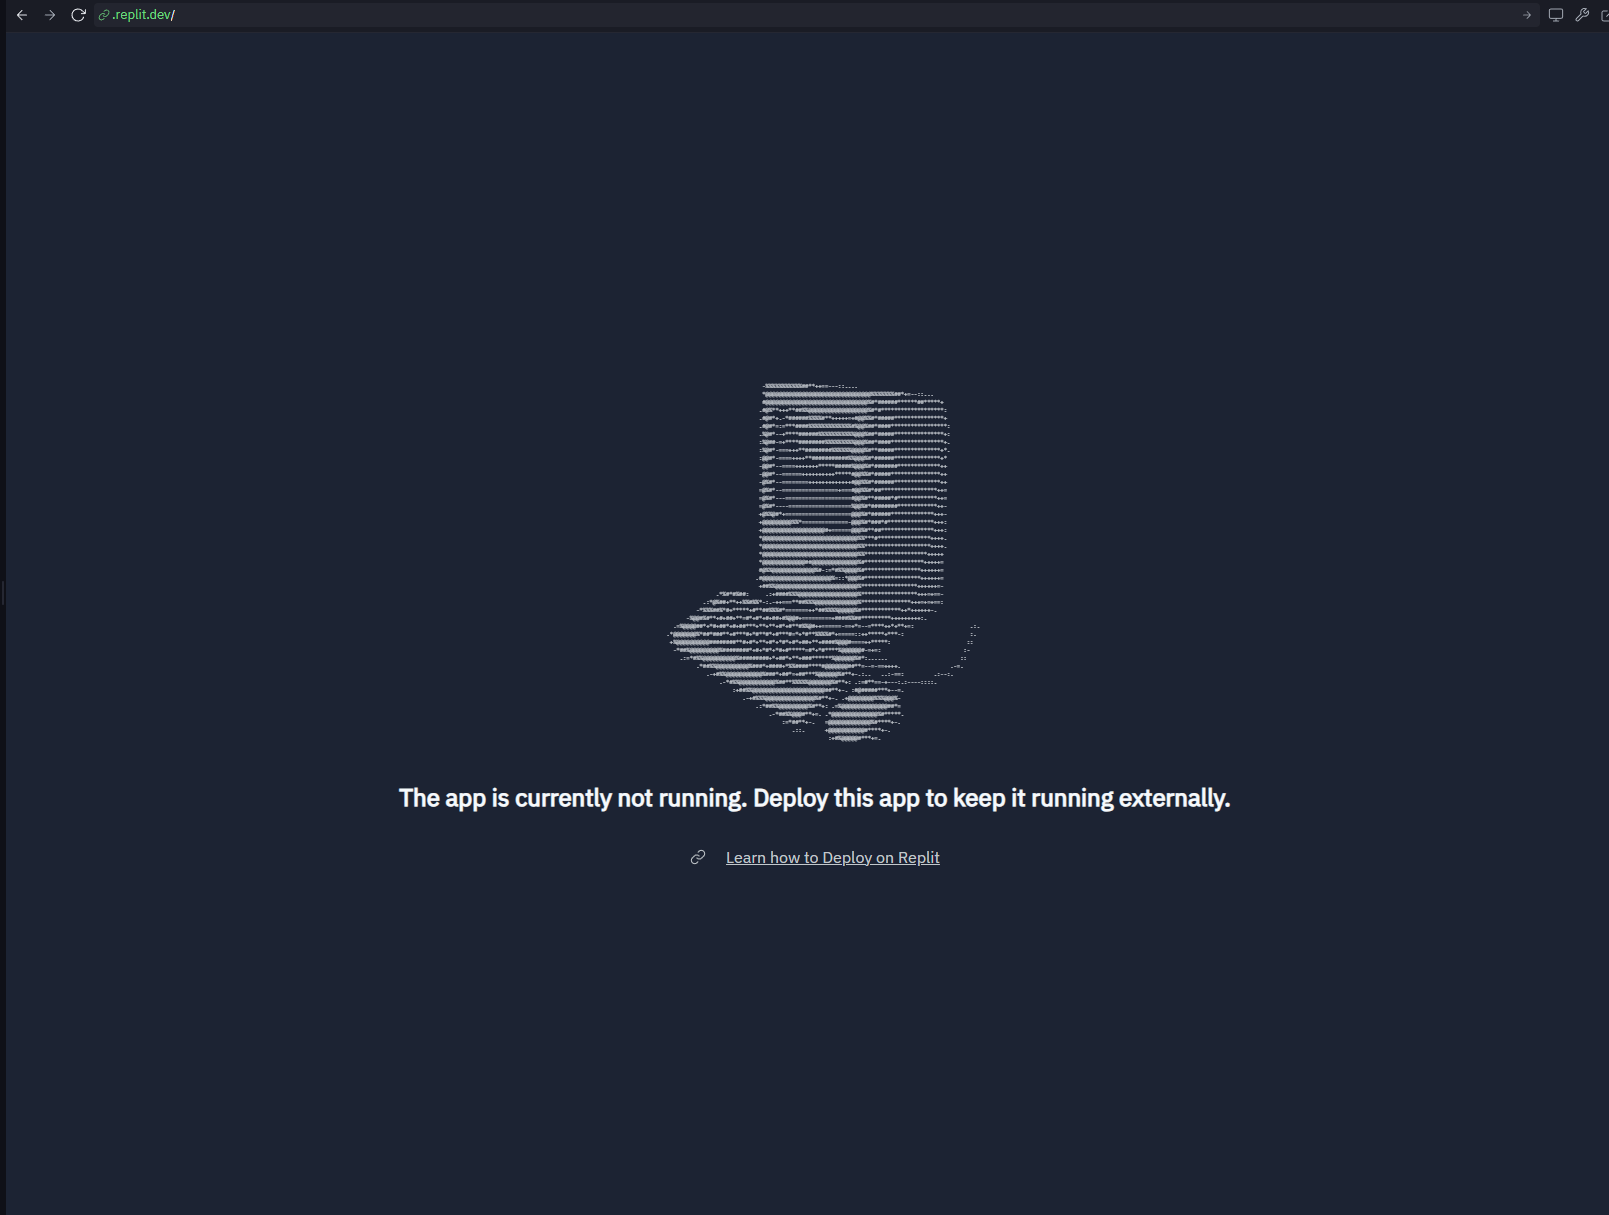 .replit.dev/
The app is currently not running. Deploy this app to keep it running externally.
Learn how to Deploy on Replit